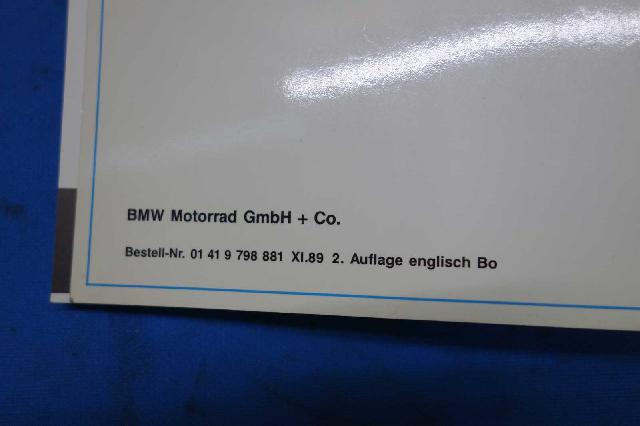 BMW Motorrad GmbH + Co.
Bestell-Nr. 01 41 9 798 881 XI.89 2. Auflage englisch Bo